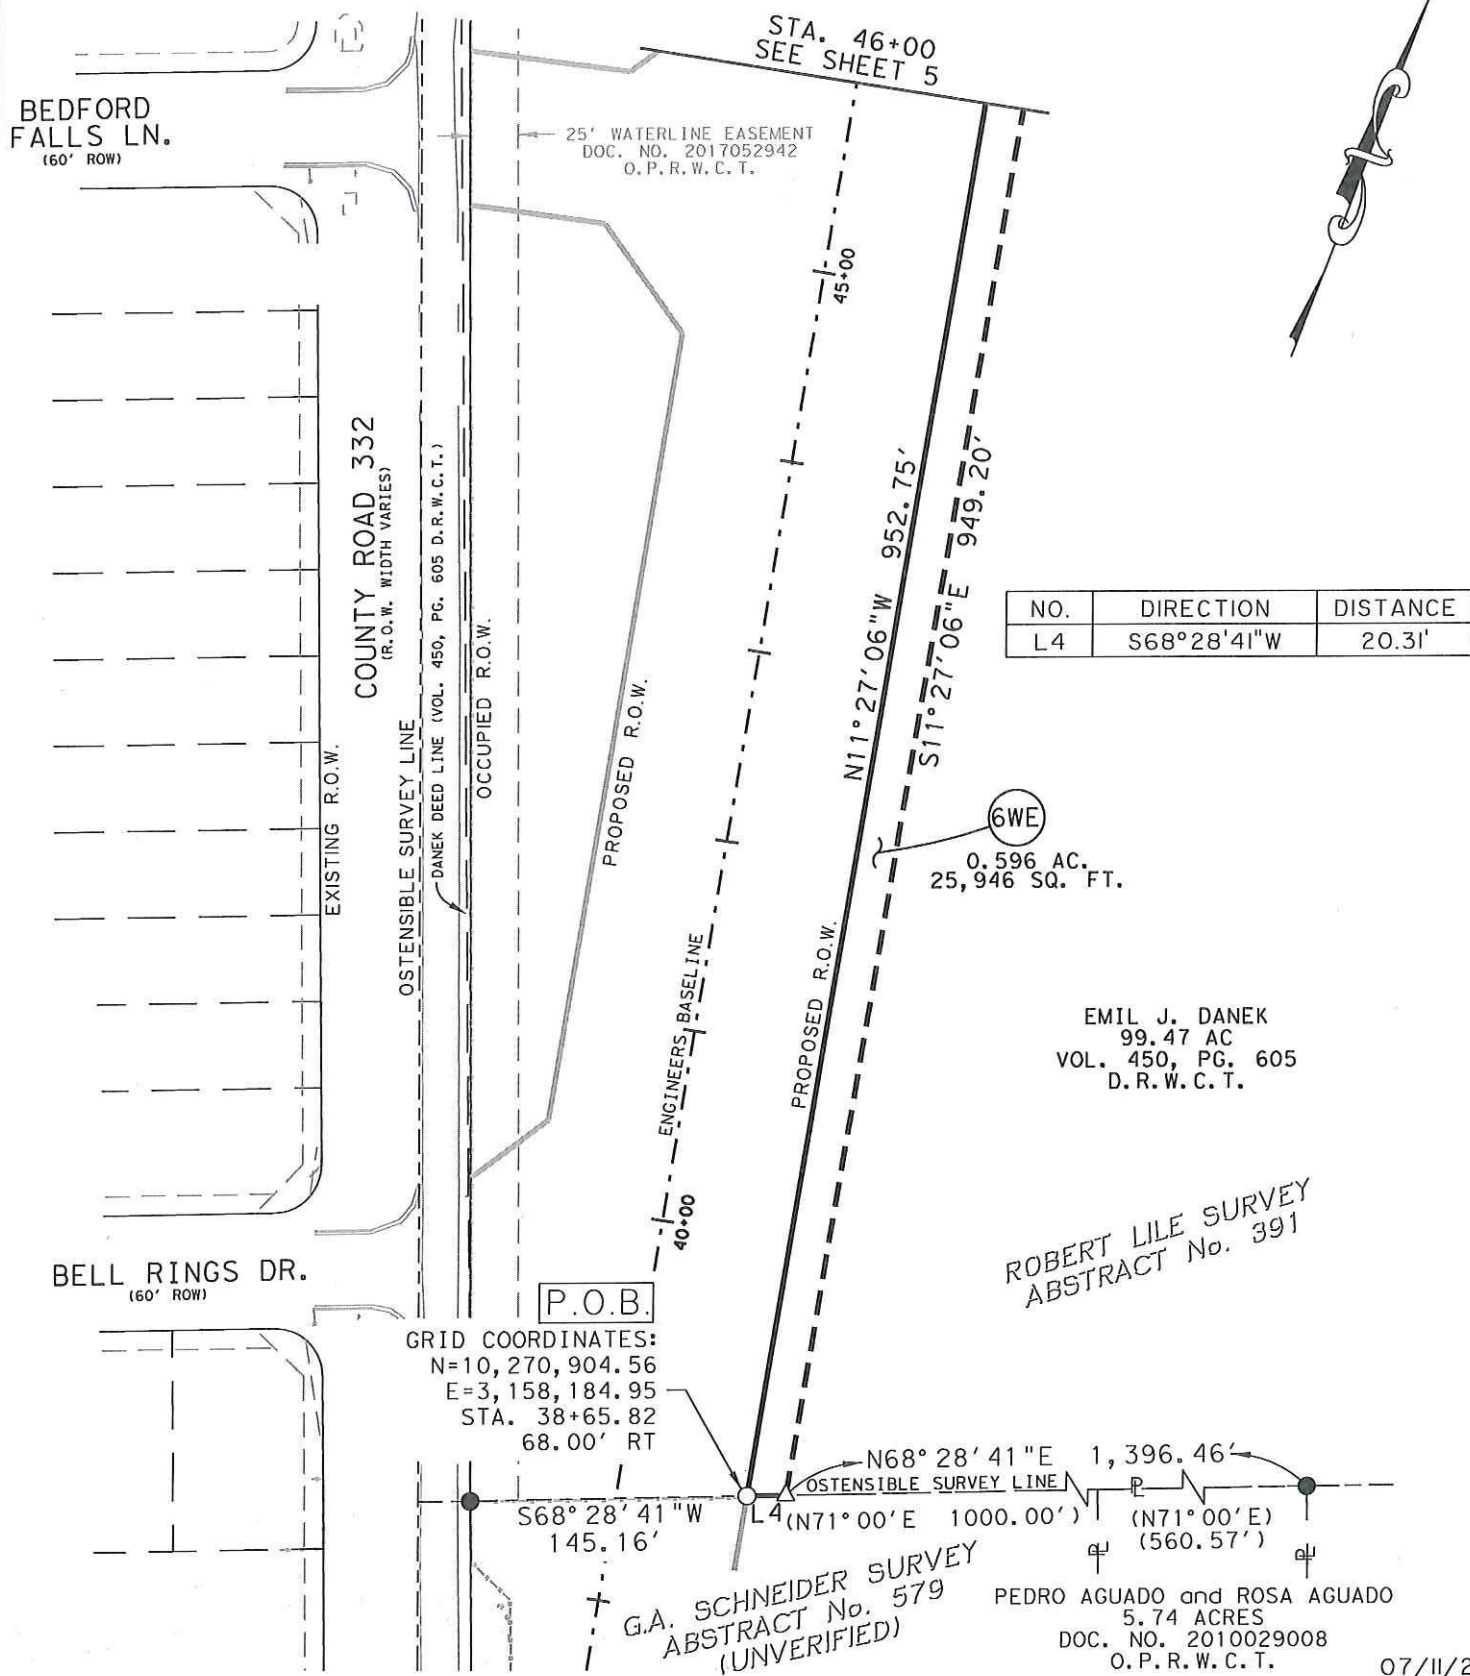 STA. 46+00
SEE SHEET 5
BEDFORD
FALLS LN.
(60' ROW)
25' WATERLINE EASEMENT
DOC. NO. 2017052942
O.P.R.W.C.T.
45+00
COUNTY ROAD 332
(R.O.W. WIDTH VARIES)
DANEK DEED LINE (VOL. 450, PG. 605 D.R.W.C.T.)
OCCUPIED R.O.W.
OSTENSIBLE SURVEY LINE
EXISTING R.O.W.
PROPOSED R.O.W.
N11°27'06"W 952.75'
S11°27'06"E 949.20'
NO. DIRECTION DISTANCE
L4 S68°28'41"W 20.31'
6WE
0.596 AC.
25,946 SQ. FT.
ENGINEERS BASELINE
PROPOSED R.O.W.
EMIL J. DANEK
99.47 AC
VOL. 450, PG. 605
D.R.W.C.T.
40+00
ROBERT LILE SURVEY
ABSTRACT No. 391
BELL RINGS DR.
(60' ROW)
P.O.B.
GRID COORDINATES:
N=10,270,904.56
E=3,158,184.95
STA. 38+65.82
68.00' RT
N68°28'41"E 1,396.46'
OSTENSIBLE SURVEY LINE
PL
S68°28'41"W
145.16'
L4
(N71°00'E 1000.00')
(N71°00'E)
(560.57')
PL
PL
G.A. SCHNEIDER SURVEY
ABSTRACT No. 579
(UNVERIFIED)
PEDRO AGUADO and ROSA AGUADO
5.74 ACRES
DOC. NO. 2010029008
O.P.R.W.C.T.
07/11/2